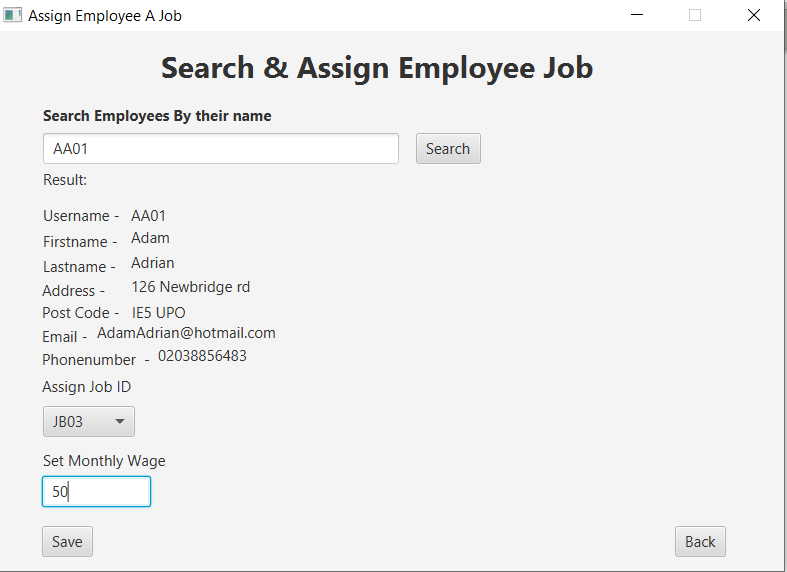 Assign Employee A Job
Search & Assign Employee Job
Search Employees By their name
AA01 Search
Result:
Username - AA01
Firstname - Adam
Lastname - Adrian
Address - 126 Newbridge rd
Post Code - IE5 UPO
Email - AdamAdrian@hotmail.com
Phonenumber - 02038856483
Assign Job ID
JB03
Set Monthly Wage
50
Save Back